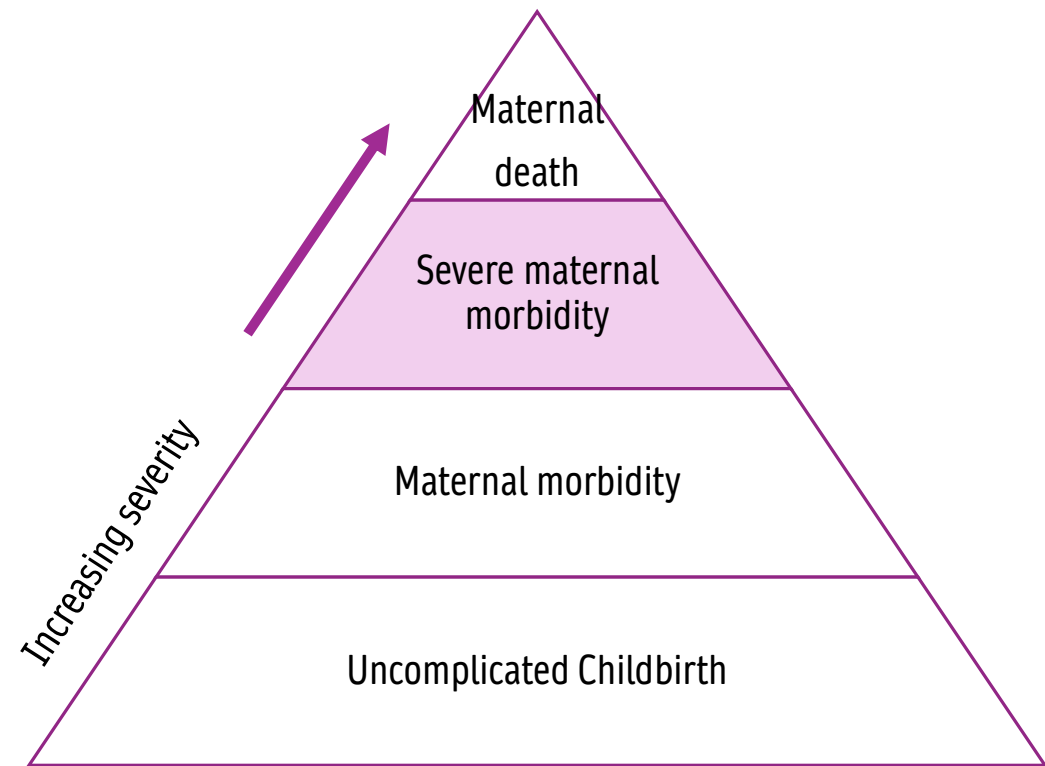 Maternal
death
Severe maternal
morbidity
Maternal morbidity
Uncomplicated Childbirth
Increasing severity